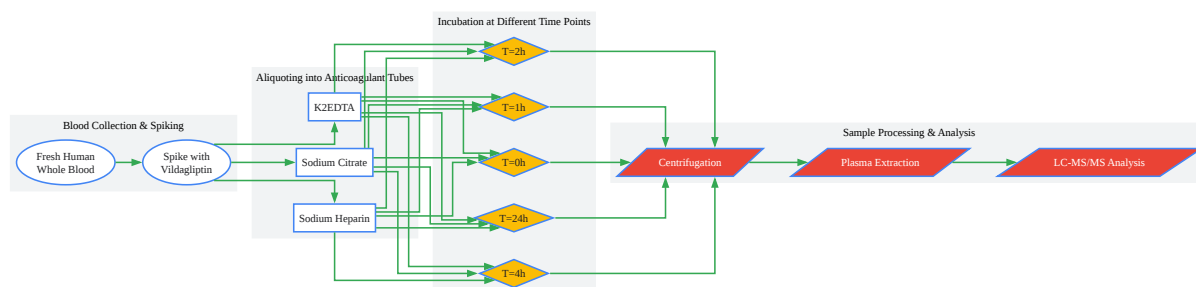 Incubation at Different Time Points
T=2h
Aliquoting into Anticoagulant Tubes
K2EDTA
T=1h
Blood Collection & Spiking
Sample Processing & Analysis
Fresh Human
Whole Blood
Spike with
Vildagliptin
Sodium Citrate
T=0h
Centrifugation
Plasma Extraction
LC-MS/MS Analysis
Sodium Heparin
T=24h
T=4h